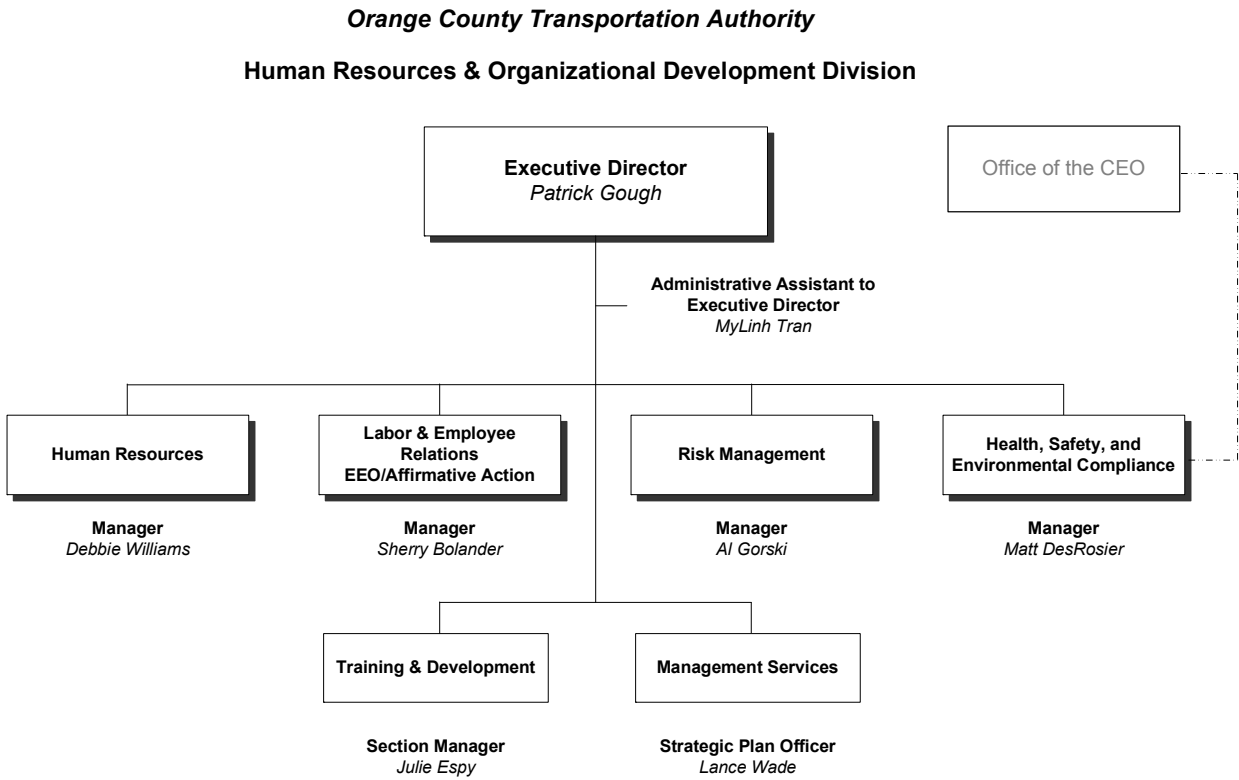 Orange County Transportation Authority
Human Resources & Organizational Development Division
Executive Director
Patrick Gough
Office of the CEO
Administrative Assistant to
Executive Director
MyLinh Tran
Human Resources
Labor & Employee
Relations
EEO/Affirmative Action
Risk Management
Health, Safety, and
Environmental Compliance
Manager
Debbie Williams
Manager
Sherry Bolander
Manager
Al Gorski
Manager
Matt DesRosier
Training & Development
Management Services
Section Manager
Julie Espy
Strategic Plan Officer
Lance Wade